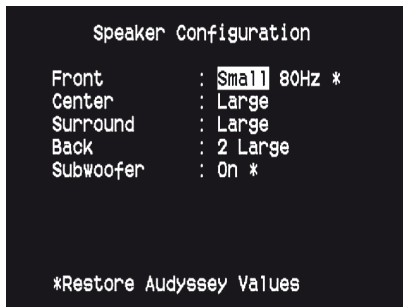 Speaker Configuration
Front : Small 80Hz *
Center : Large
Surround : Large
Back : 2 Large
Subwoofer : On *
*Restore Audyssey Values